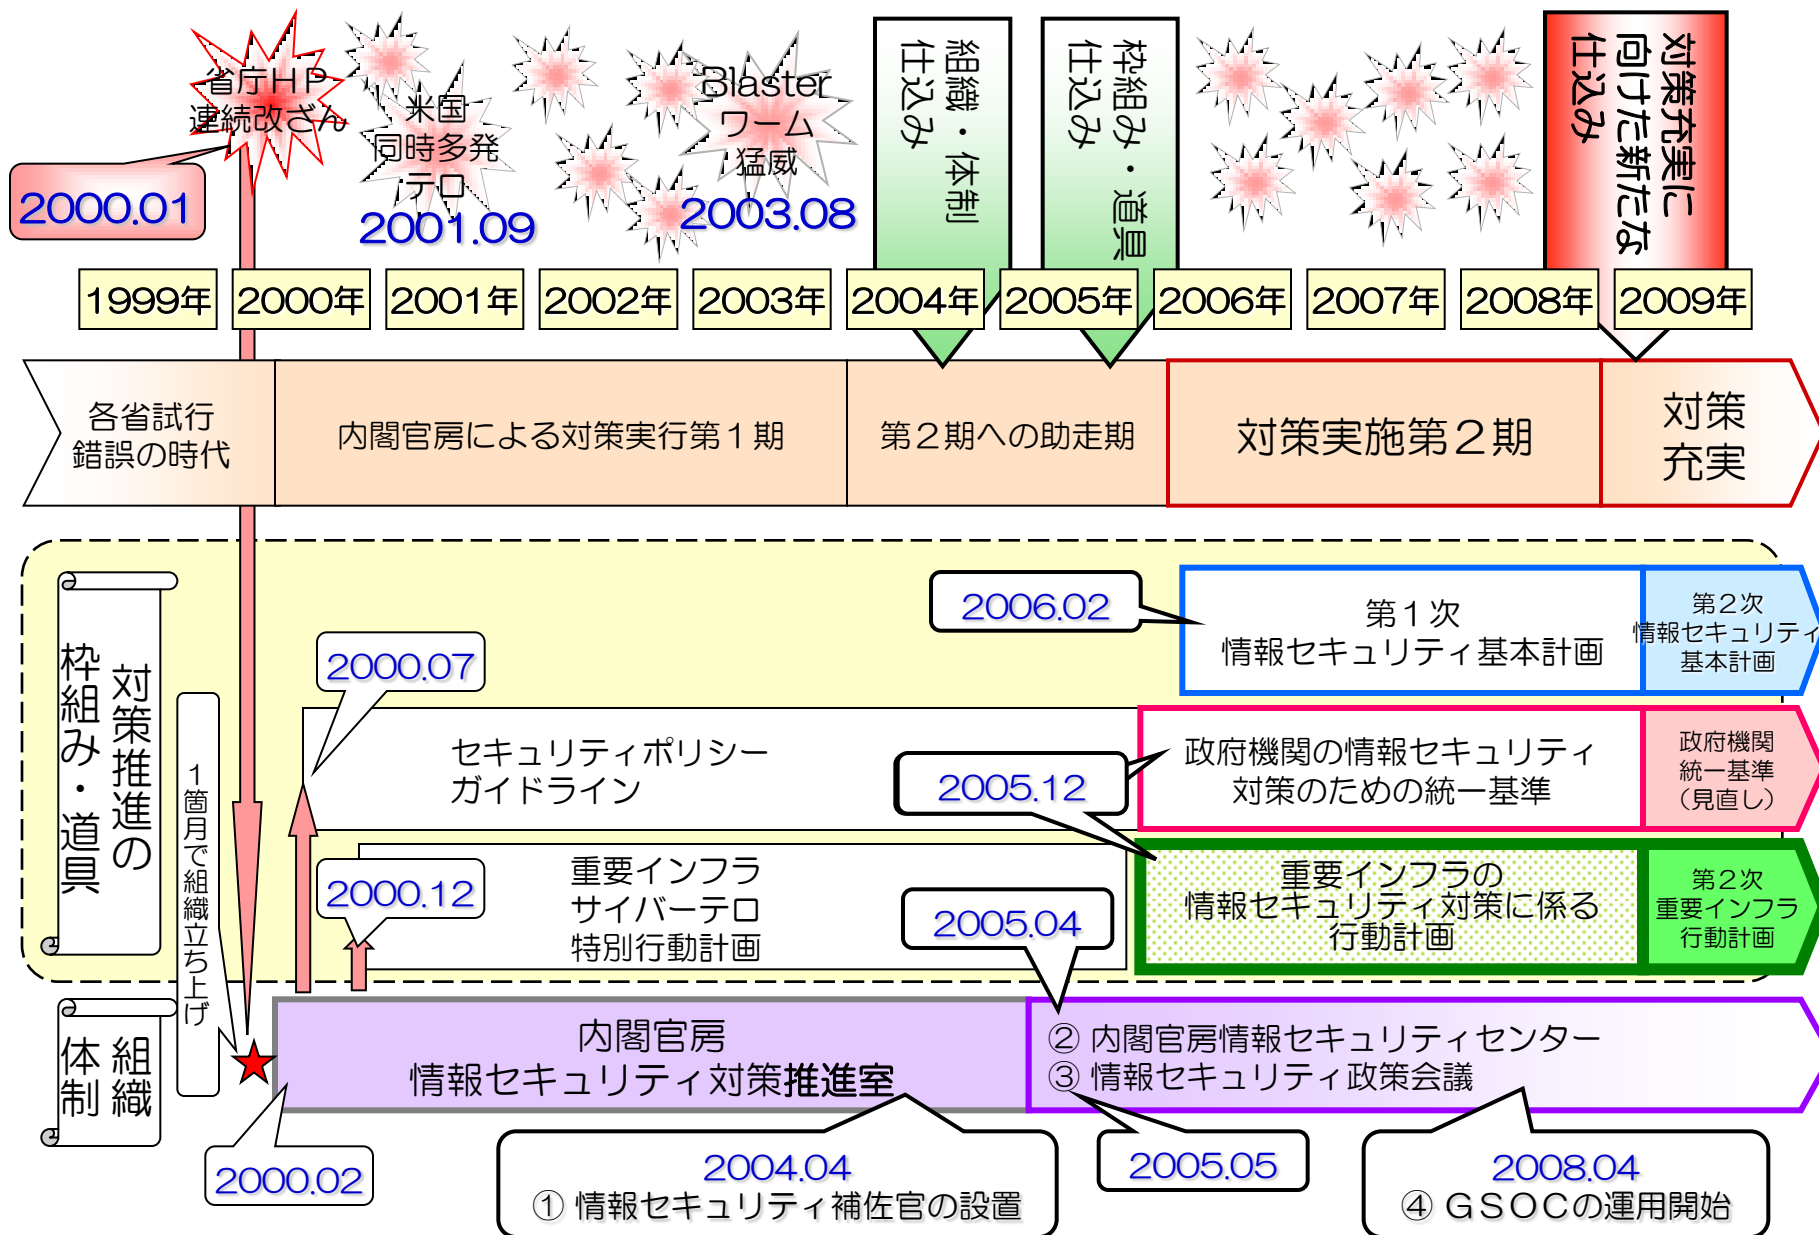 省庁ＨＰ
連続改ざん
2000.01
米国
同時多発
テロ
2001.09
Blaster
ワーム
猛威
2003.08
組織・体制
仕込み
枠組み・道具
仕込み
対策充実に
向けた新たな
仕込み
1999年
2000年
2001年
2002年
2003年
2004年
2005年
2006年
2007年
2008年
2009年
各省試行
錯誤の時代
内閣官房による対策実行第１期
第２期への助走期
対策実施第２期
対策
充実
対策推進の
枠組み・道具
2006.02
第１次
情報セキュリティ基本計画
第２次
情報セキュリティ
基本計画
2000.07
セキュリティポリシー
ガイドライン
2005.12
政府機関の情報セキュリティ
対策のための統一基準
政府機関
統一基準
（見直し）
１箇月で組織立ち上げ
2000.12
重要インフラ
サイバーテロ
特別行動計画
2005.04
重要インフラの
情報セキュリティ対策に係る
行動計画
第２次
重要インフラ
行動計画
組織
体制
内閣官房
情報セキュリティ対策推進室
② 内閣官房情報セキュリティセンター
③ 情報セキュリティ政策会議
2000.02
2004.04
① 情報セキュリティ補佐官の設置
2005.05
2008.04
④ ＧＳＯＣの運用開始